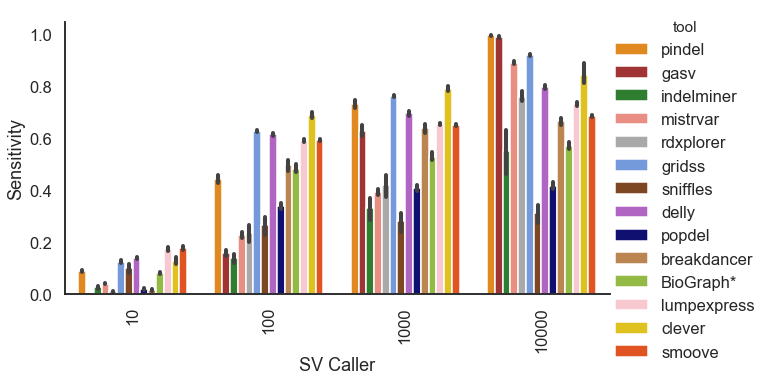 1.0
0.8
0.6
0.4
0.2
0.0
Sensitivity
10
100
1000
10000
SV Caller
tool
pindel
gasv
indelminer
mistrvar
rdxplorer
gridss
sniffles
delly
popdel
breakdancer
BioGraph*
lumpexpress
clever
smoove